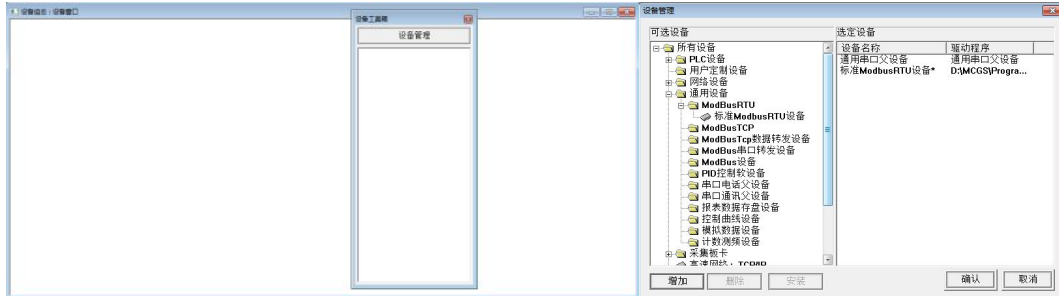 设备组态：设备窗口
设备工具箱
设备管理
设备管理
可选设备
所有设备
PLC设备
用户定制设备
网络设备
通用设备
ModBusRTU
标准ModbusRTU设备
ModBusTCP
ModBusTcp数据转发设备
ModBus串口转发设备
ModBus设备
PID控制软设备
串口电话父设备
串口通讯父设备
报表数据存盘设备
控制曲线设备
模拟数据设备
计数测频设备
采集板卡
高速网络：TCP/IP
选定设备
设备名称 驱动程序
通用串口父设备 通用串口父设备
标准ModbusRTU设备* D:\MCGS\Progra...
增加 删除 安装 确认 取消